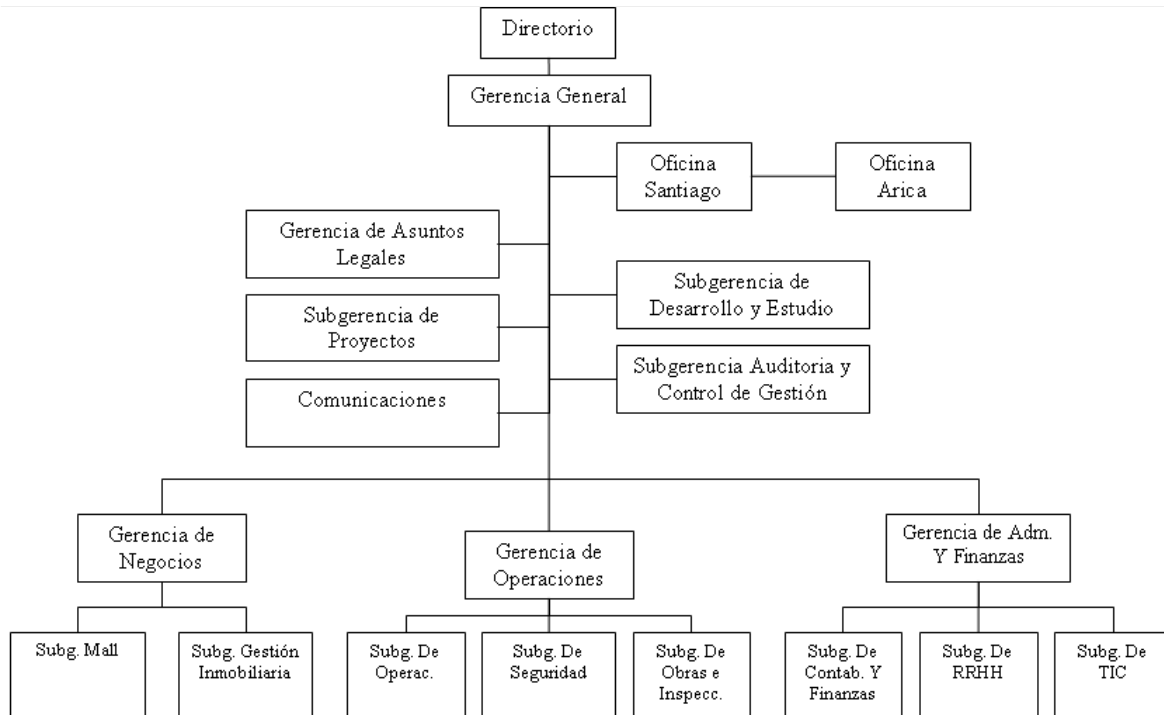 Directorio
Gerencia General
Oficina
Santiago
Oficina
Arica
Gerencia de Asuntos
Legales
Subgerencia de
Desarrollo y Estudio
Subgerencia de
Proyectos
Subgerencia Auditoria y
Control de Gestión
Comunicaciones
Gerencia de
Negocios
Gerencia de
Operaciones
Gerencia de Adm.
Y Finanzas
Subg. Mall
Subg. Gestión
Inmobiliaria
Subg. De
Operac.
Subg. De
Seguridad
Subg. De
Obras e
Inspecc.
Subg. De
Contab. Y
Finanzas
Subg. De
RRHH
Subg. De
TIC